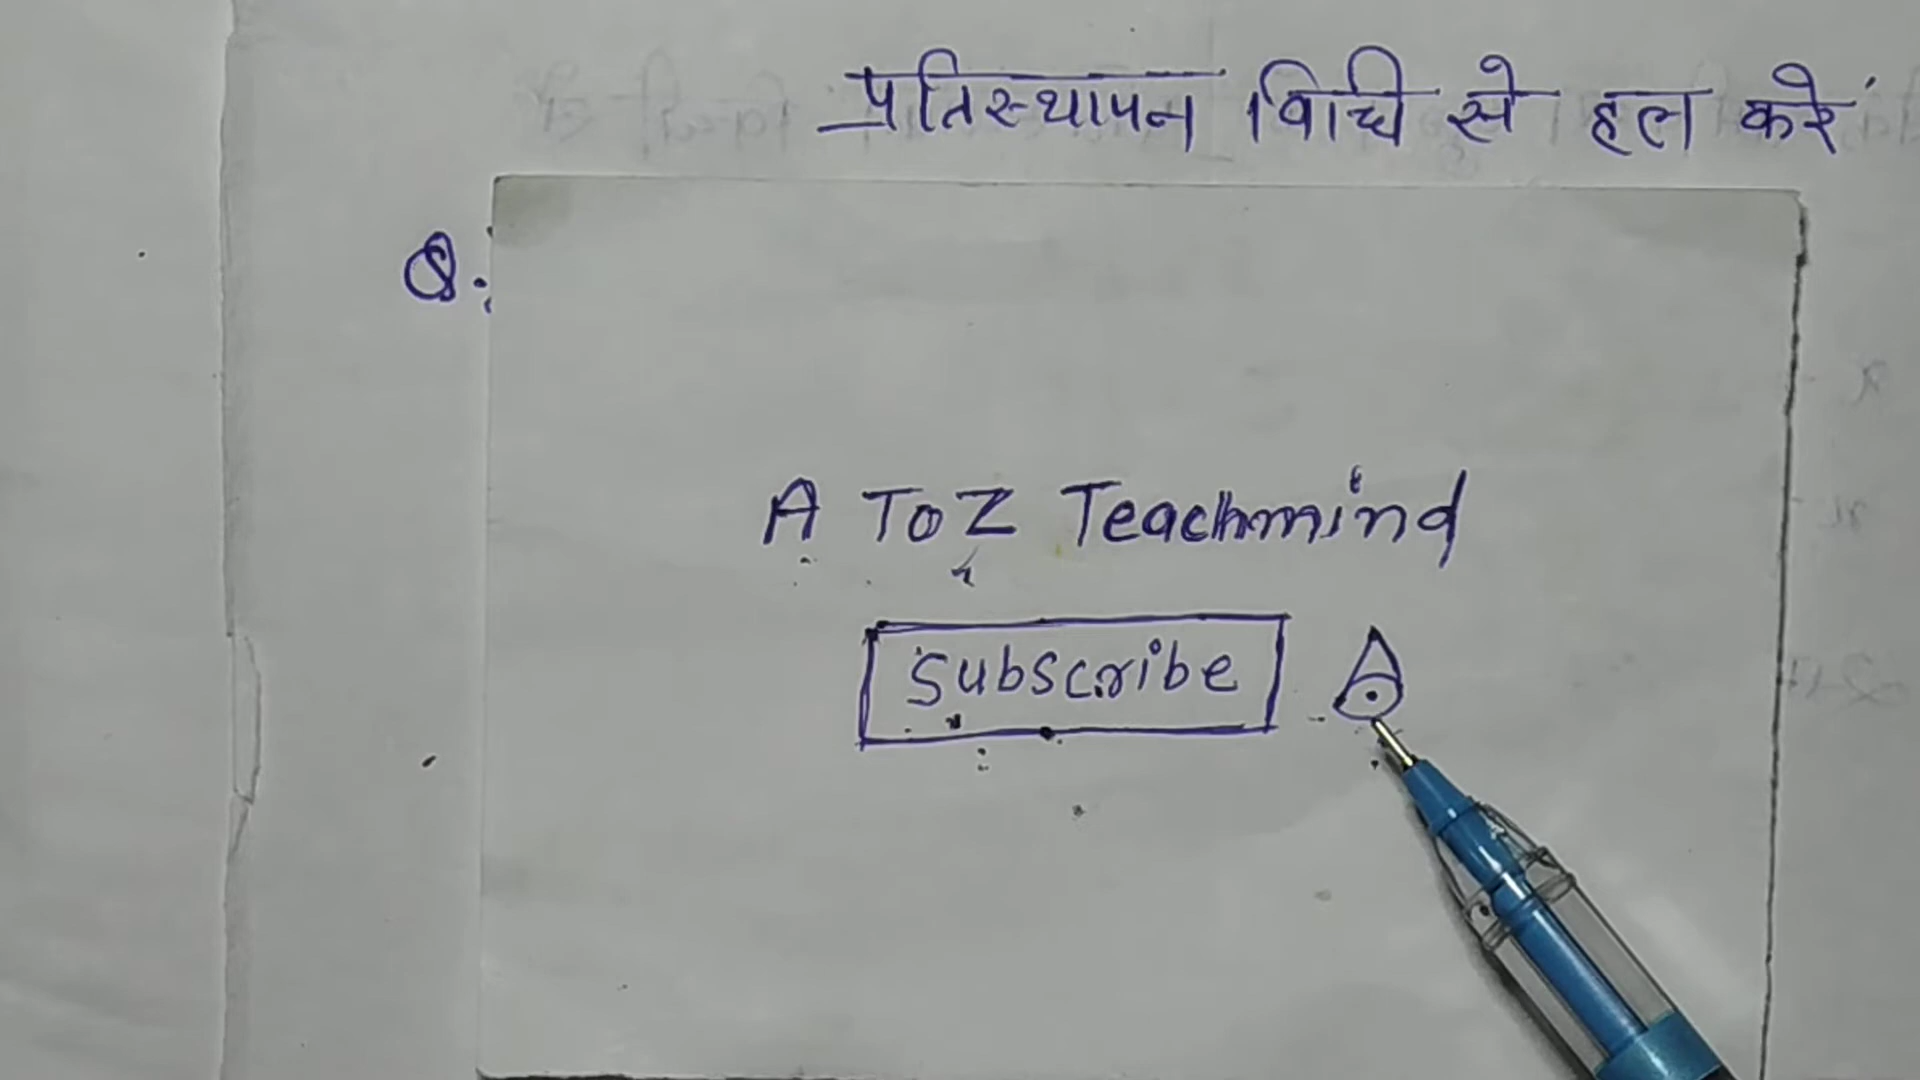 प्रतिस्थापन विधि से हल करें
Q.
A To Z Teachmind
Subscribe